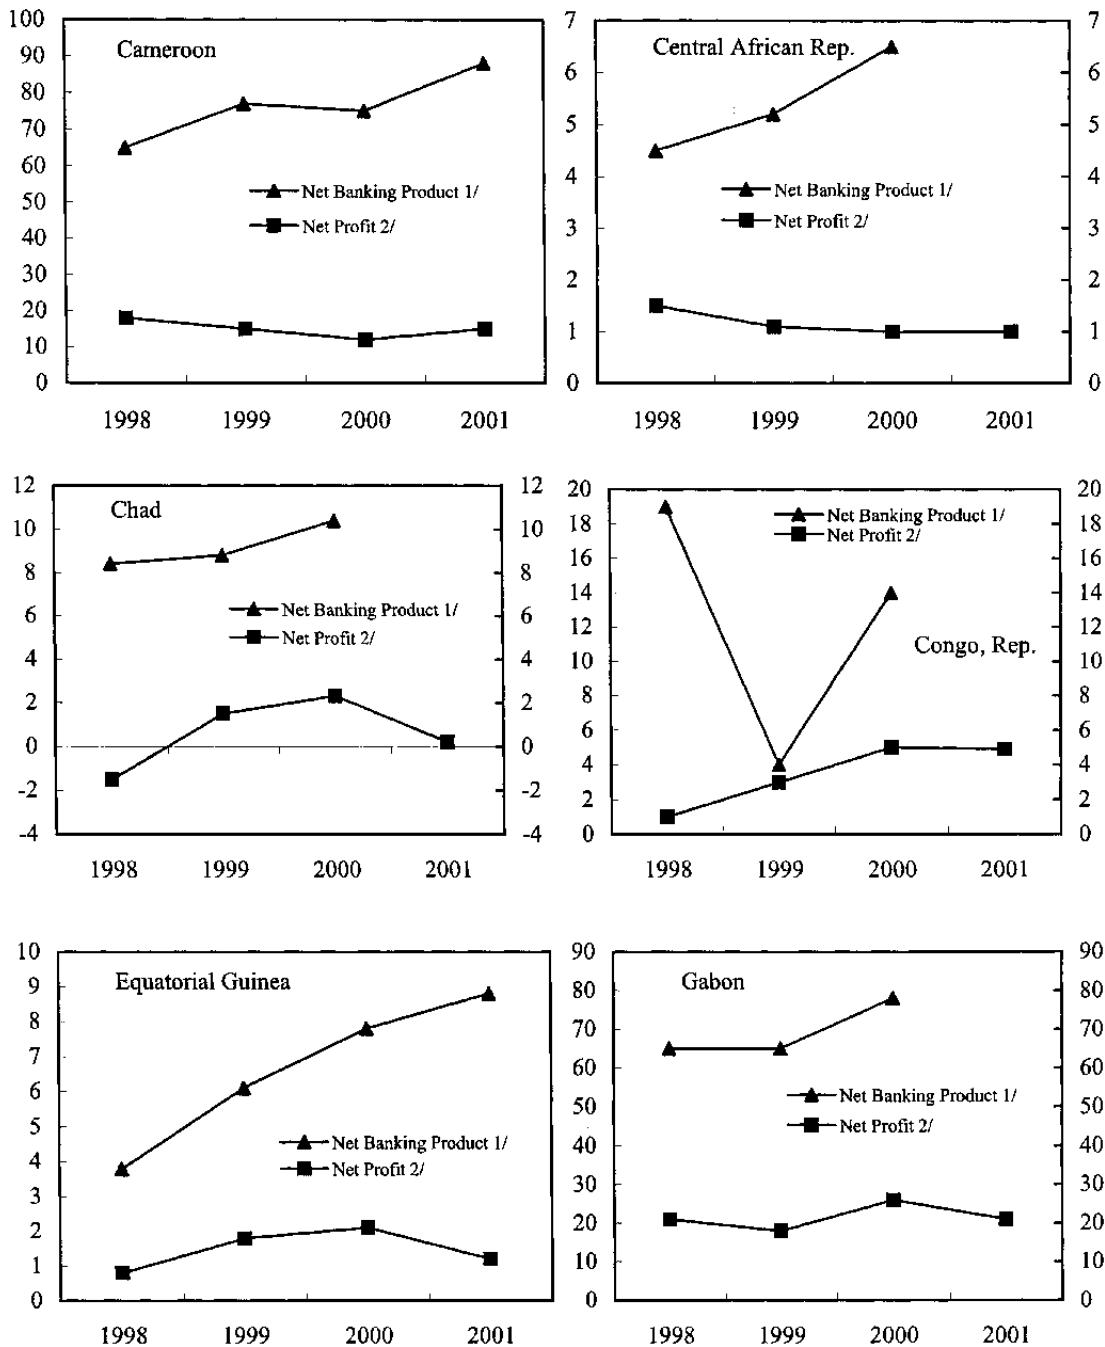 Cameroon
100
90
80
70
60
50
40
30
20
10
0
Net Banking Product 1/
Net Profit 2/
1998 1999 2000 2001
Central African Rep.
7 7
6 6
5 5
4 4
3 3
2 2
1 1
0 0
Net Banking Product 1/
Net Profit 2/
1998 1999 2000 2001
Chad
12 12
10 10
8 8
6 6
4 4
2 2
0 0
-2 -2
-4 -4
Net Banking Product 1/
Net Profit 2/
1998 1999 2000 2001
20 20
18 18
16 16
14 14
12 12
10 10
8 8
6 6
4 4
2 2
0 0
Net Banking Product 1/
Net Profit 2/
Congo, Rep.
1998 1999 2000 2001
Equatorial Guinea
10
9
8
7
6
5
4
3
2
1
0
Net Banking Product 1/
Net Profit 2/
1998 1999 2000 2001
Gabon
90 90
80 80
70 70
60 60
50 50
40 40
30 30
20 20
10 10
0 0
Net Banking Product 1/
Net Profit 2/
1998 1999 2000 2001